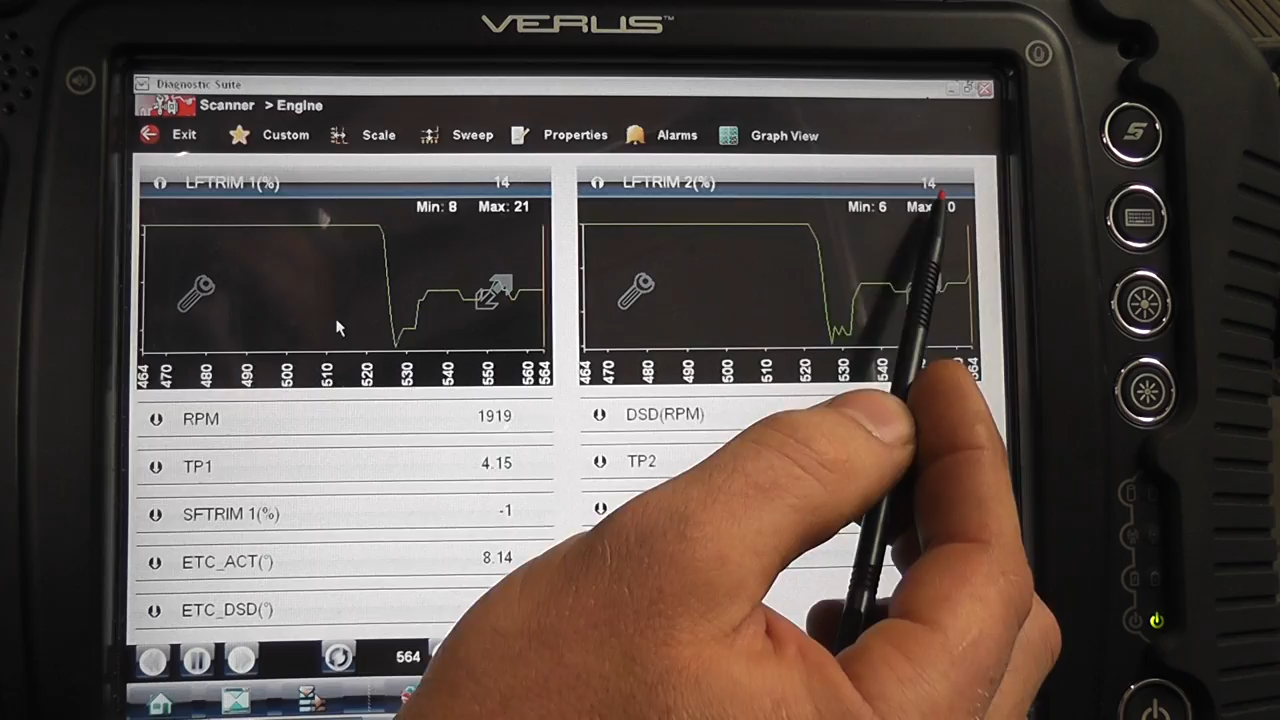 VERUS™
Diagnostic Suite
Scanner > Engine
Exit Custom Scale Sweep Properties Alarms Graph View
LFTRIM 1(%) 14
Min: 8 Max: 21
464 470 480 490 500 510 520 530 540 550 560 564
LFTRIM 2(%) 14
Min: 6
464 470 480 490 500 510 520 530 540
RPM 1919
DSD(RPM)
TP1 4.15
TP2
SFTRIM 1(%) -1
ETC_ACT(°) 8.14
ETC_DSD(°)
564